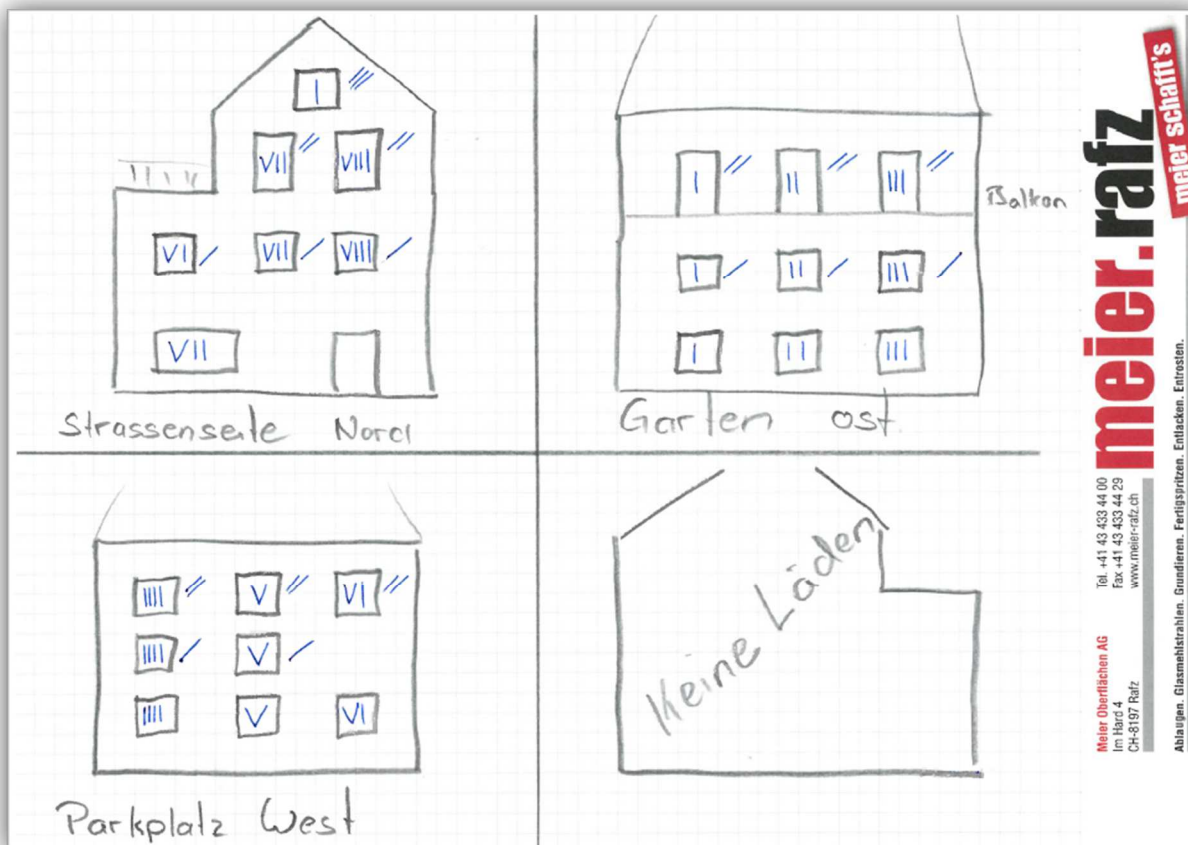 I ///
VII // VIII //
VI / VII / VIII /
VII
Strassenseite Nord
I // II // III //
Balkon
I / II / III /
I II III
Garten ost
IIII // V // VI //
IIII / V /
IIII V VI
Parkplatz West
Keine Läden
meier.rafz
meier schafft's
Tel. +41 43 433 44 00
Fax +41 43 433 44 29
www.meier-rafz.ch
Meier Oberflächen AG
Im Hard 4
CH-8197 Rafz
Ablaugen. Glasmehlstrahlen. Grundieren. Fertigspritzen. Entlacken. Entrosten.